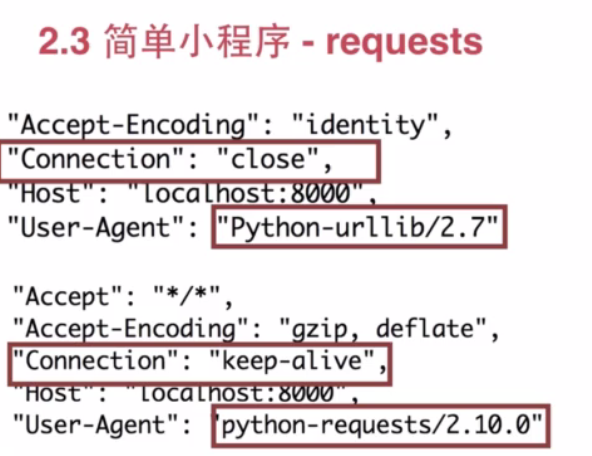 2.3 简单小程序 - requests
"Accept-Encoding": "identity",
"Connection": "close",
"Host": "localhost:8000",
"User-Agent": "Python-urllib/2.7"
"Accept": "*/*",
"Accept-Encoding": "gzip, deflate",
"Connection": "keep-alive",
"Host": "localhost:8000",
"User-Agent": "python-requests/2.10.0"